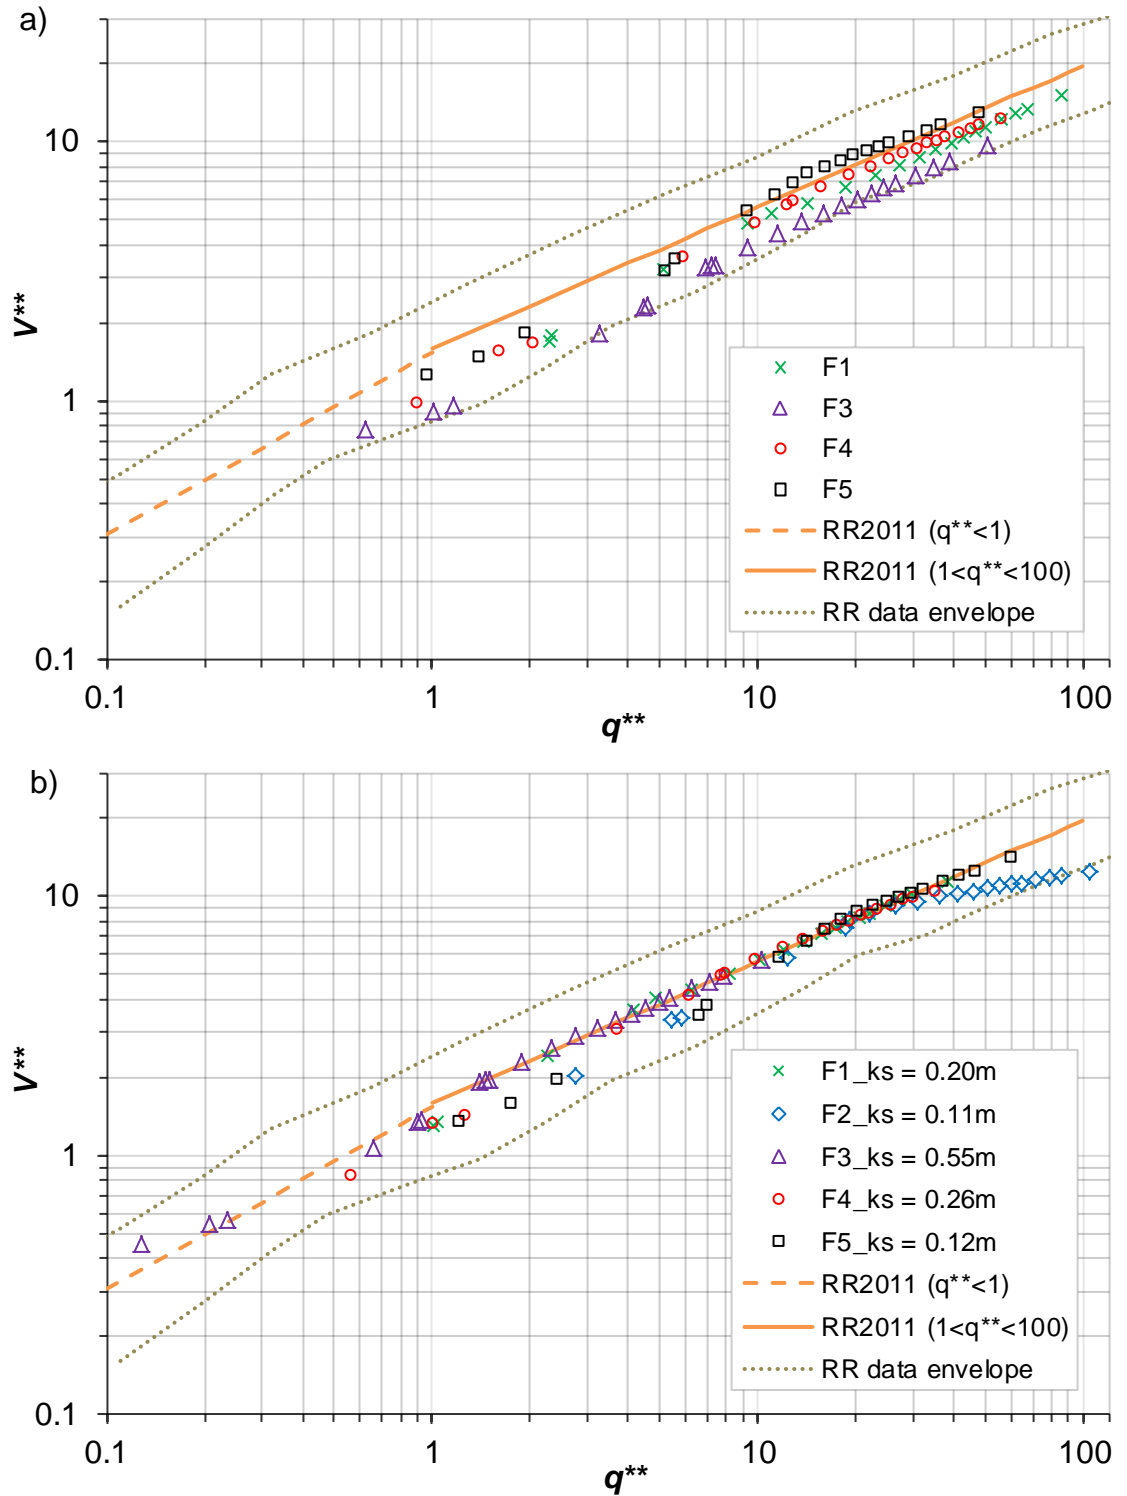 a)
10
1
0.1
V**
F1
F3
F4
F5
RR2011 (q**<1)
RR2011 (1<q**<100)
RR data envelope
0.1 1 10 100
q**
b)
10
1
0.1
V**
F1_ks = 0.20m
F2_ks = 0.11m
F3_ks = 0.55m
F4_ks = 0.26m
F5_ks = 0.12m
RR2011 (q**<1)
RR2011 (1<q**<100)
RR data envelope
0.1 1 10 100
q**